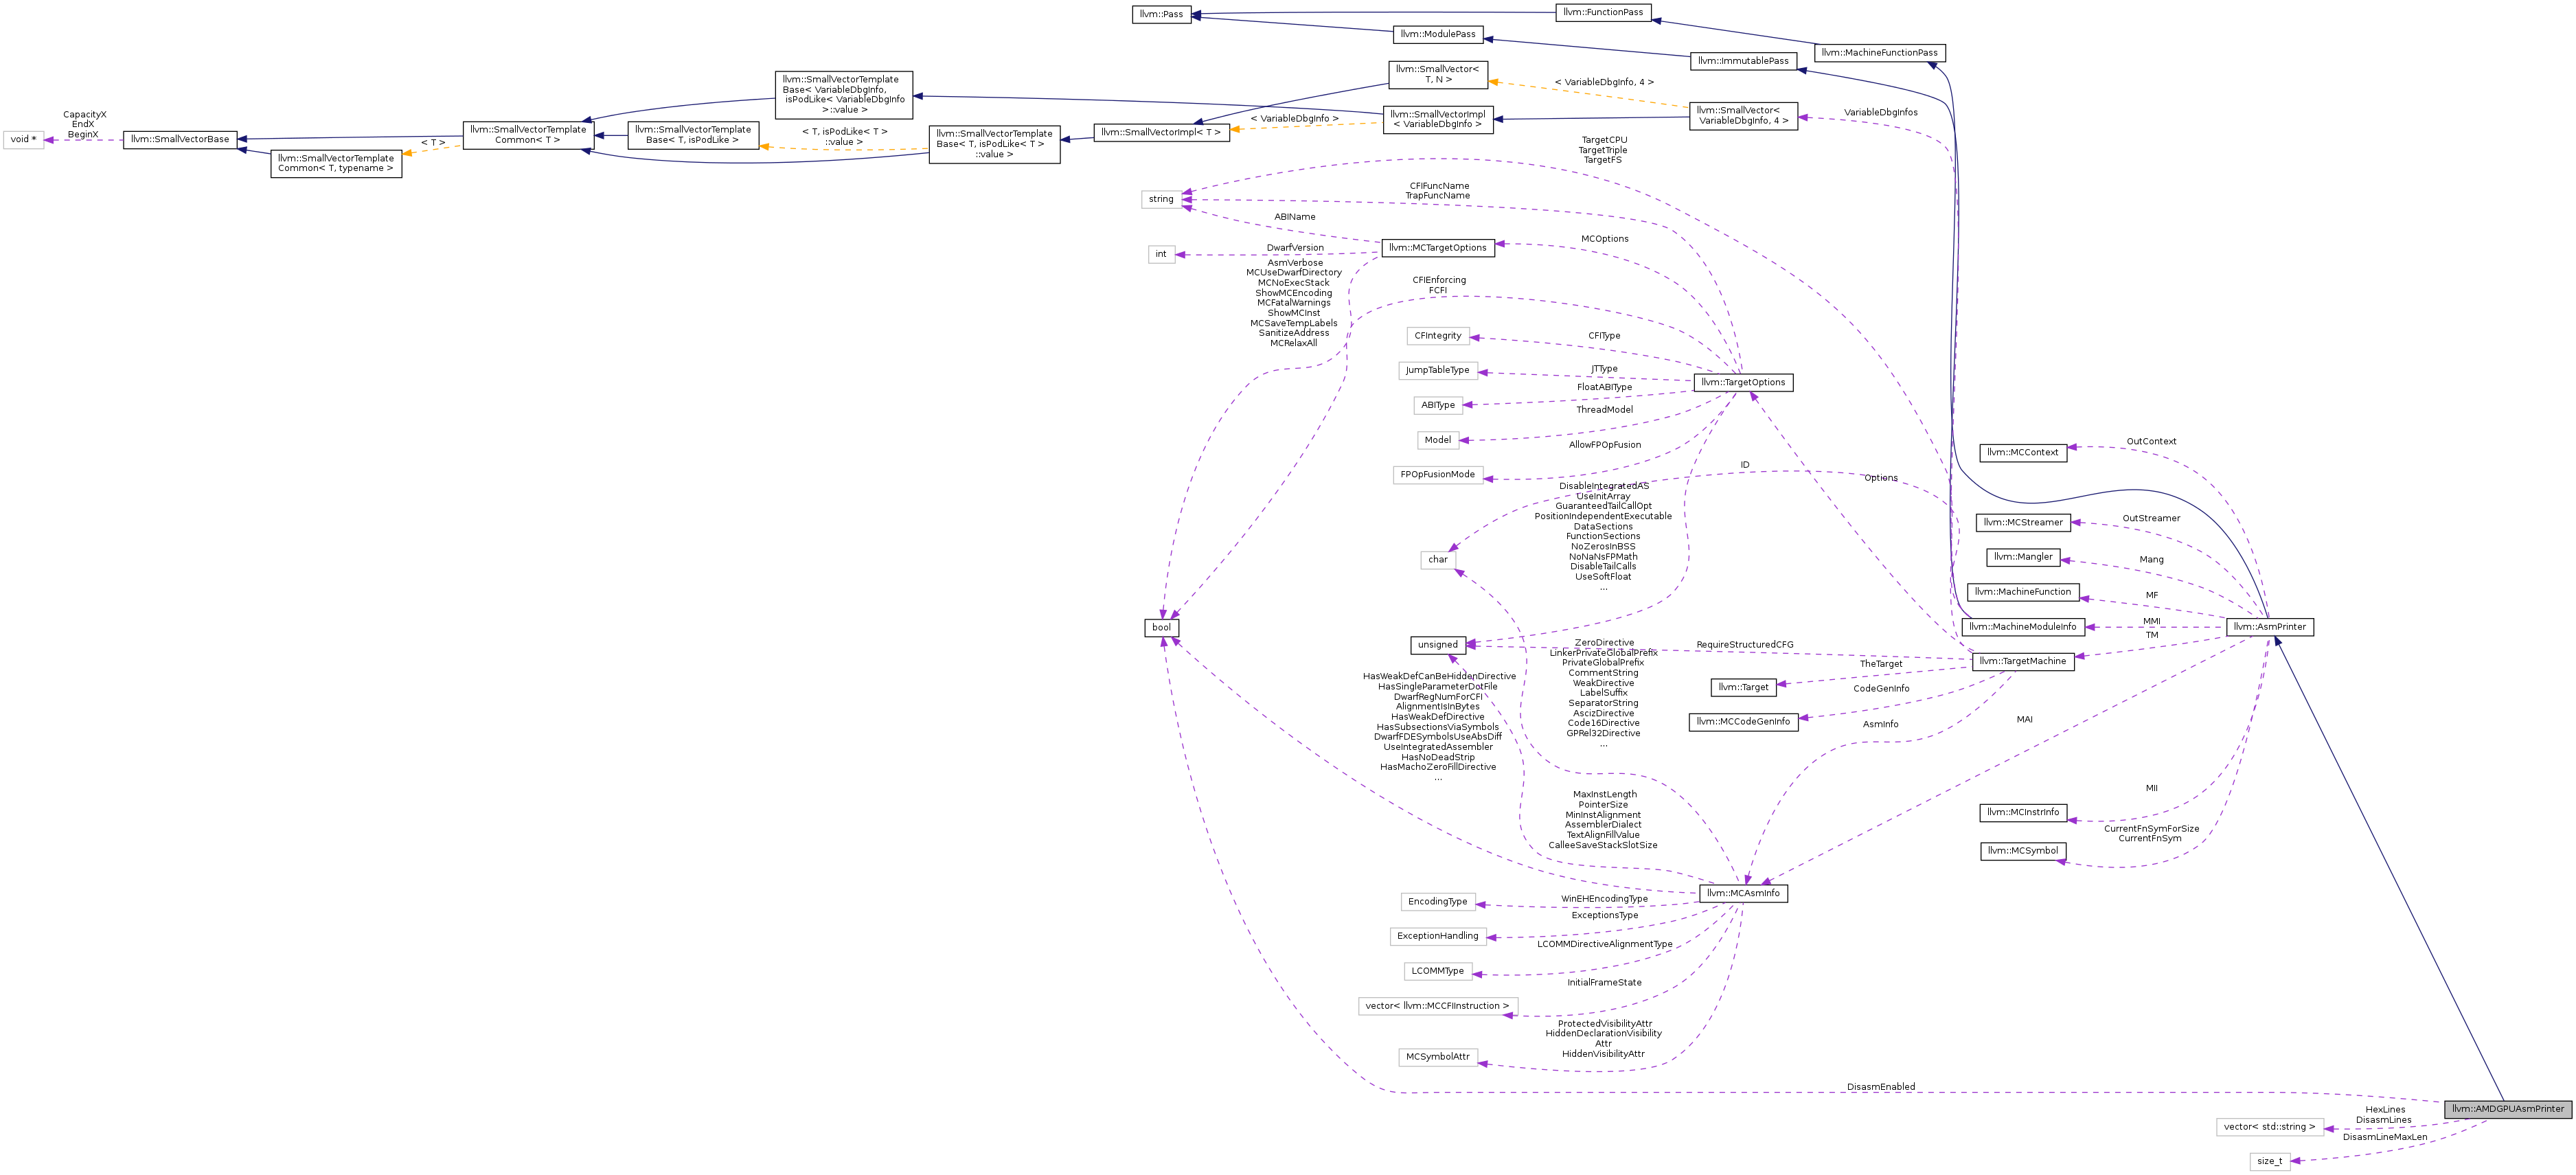 llvm::Pass
llvm::FunctionPass
llvm::ModulePass
llvm::MachineFunctionPass
llvm::ImmutablePass
llvm::SmallVectorTemplate
Base< VariableDbgInfo,
isPodLike< VariableDbgInfo
>::value >
llvm::SmallVector<
T, N >
< VariableDbgInfo, 4 >
llvm::SmallVector<
VariableDbgInfo, 4 >
VariableDbgInfos
CapacityX
EndX
BeginX
void *
llvm::SmallVectorBase
llvm::SmallVectorTemplate
Common< T >
llvm::SmallVectorTemplate
Base< T, isPodLike >
< T, isPodLike< T >
::value >
llvm::SmallVectorTemplate
Base< T, isPodLike< T >
::value >
llvm::SmallVectorImpl< T >
< VariableDbgInfo >
llvm::SmallVectorImpl
< VariableDbgInfo >
< T >
llvm::SmallVectorTemplate
Common< T, typename >
TargetCPU
TargetTriple
TargetFS
string
CFIFuncName
TrapFuncName
ABIName
int
DwarfVersion
llvm::MCTargetOptions
MCOptions
AsmVerbose
MCUseDwarfDirectory
MCNoExecStack
ShowMCEncoding
MCFatalWarnings
ShowMCInst
MCSaveTempLabels
SanitizeAddress
MCRelaxAll
CFIEnforcing
FCFI
CFIntegrity
CFIType
JumpTableType
JTType
llvm::TargetOptions
ABIType
FloatABIType
Model
ThreadModel
FPOpFusionMode
AllowFPOpFusion
ID
Options
llvm::MCContext
OutContext
DisableIntegratedAS
UseInitArray
GuaranteedTailCallOpt
PositionIndependentExecutable
DataSections
FunctionSections
NoZerosInBSS
NoNaNsFPMath
DisableTailCalls
UseSoftFloat
...
char
llvm::MCStreamer
OutStreamer
llvm::Mangler
Mang
llvm::MachineFunction
MF
bool
llvm::MachineModuleInfo
MMI
llvm::AsmPrinter
unsigned
RequireStructuredCFG
llvm::TargetMachine
TM
ZeroDirective
LinkerPrivateGlobalPrefix
PrivateGlobalPrefix
CommentString
WeakDirective
LabelSuffix
SeparatorString
AscizDirective
Code16Directive
GPRel32Directive
...
TheTarget
llvm::Target
CodeGenInfo
llvm::MCCodeGenInfo
AsmInfo
MAI
HasWeakDefCanBeHiddenDirective
HasSingleParameterDotFile
DwarfRegNumForCFI
AlignmentIsInBytes
HasWeakDefDirective
HasSubsectionsViaSymbols
DwarfFDESymbolsUseAbsDiff
UseIntegratedAssembler
HasNoDeadStrip
HasMachoZeroFillDirective
...
MaxInstLength
PointerSize
MinInstAlignment
AssemblerDialect
TextAlignFillValue
CalleeSaveStackSlotSize
MII
llvm::MCInstrInfo
CurrentFnSymForSize
CurrentFnSym
llvm::MCSymbol
llvm::MCAsmInfo
EncodingType
WinEHEncodingType
ExceptionHandling
ExceptionsType
LCOMMType
LCOMMDirectiveAlignmentType
vector< llvm::MCCFIInstruction >
InitialFrameState
MCSymbolAttr
ProtectedVisibilityAttr
HiddenDeclarationVisibility
Attr
HiddenVisibilityAttr
DisasmEnabled
llvm::AMDGPUAsmPrinter
HexLines
DisasmLines
vector< std::string >
DisasmLineMaxLen
size_t